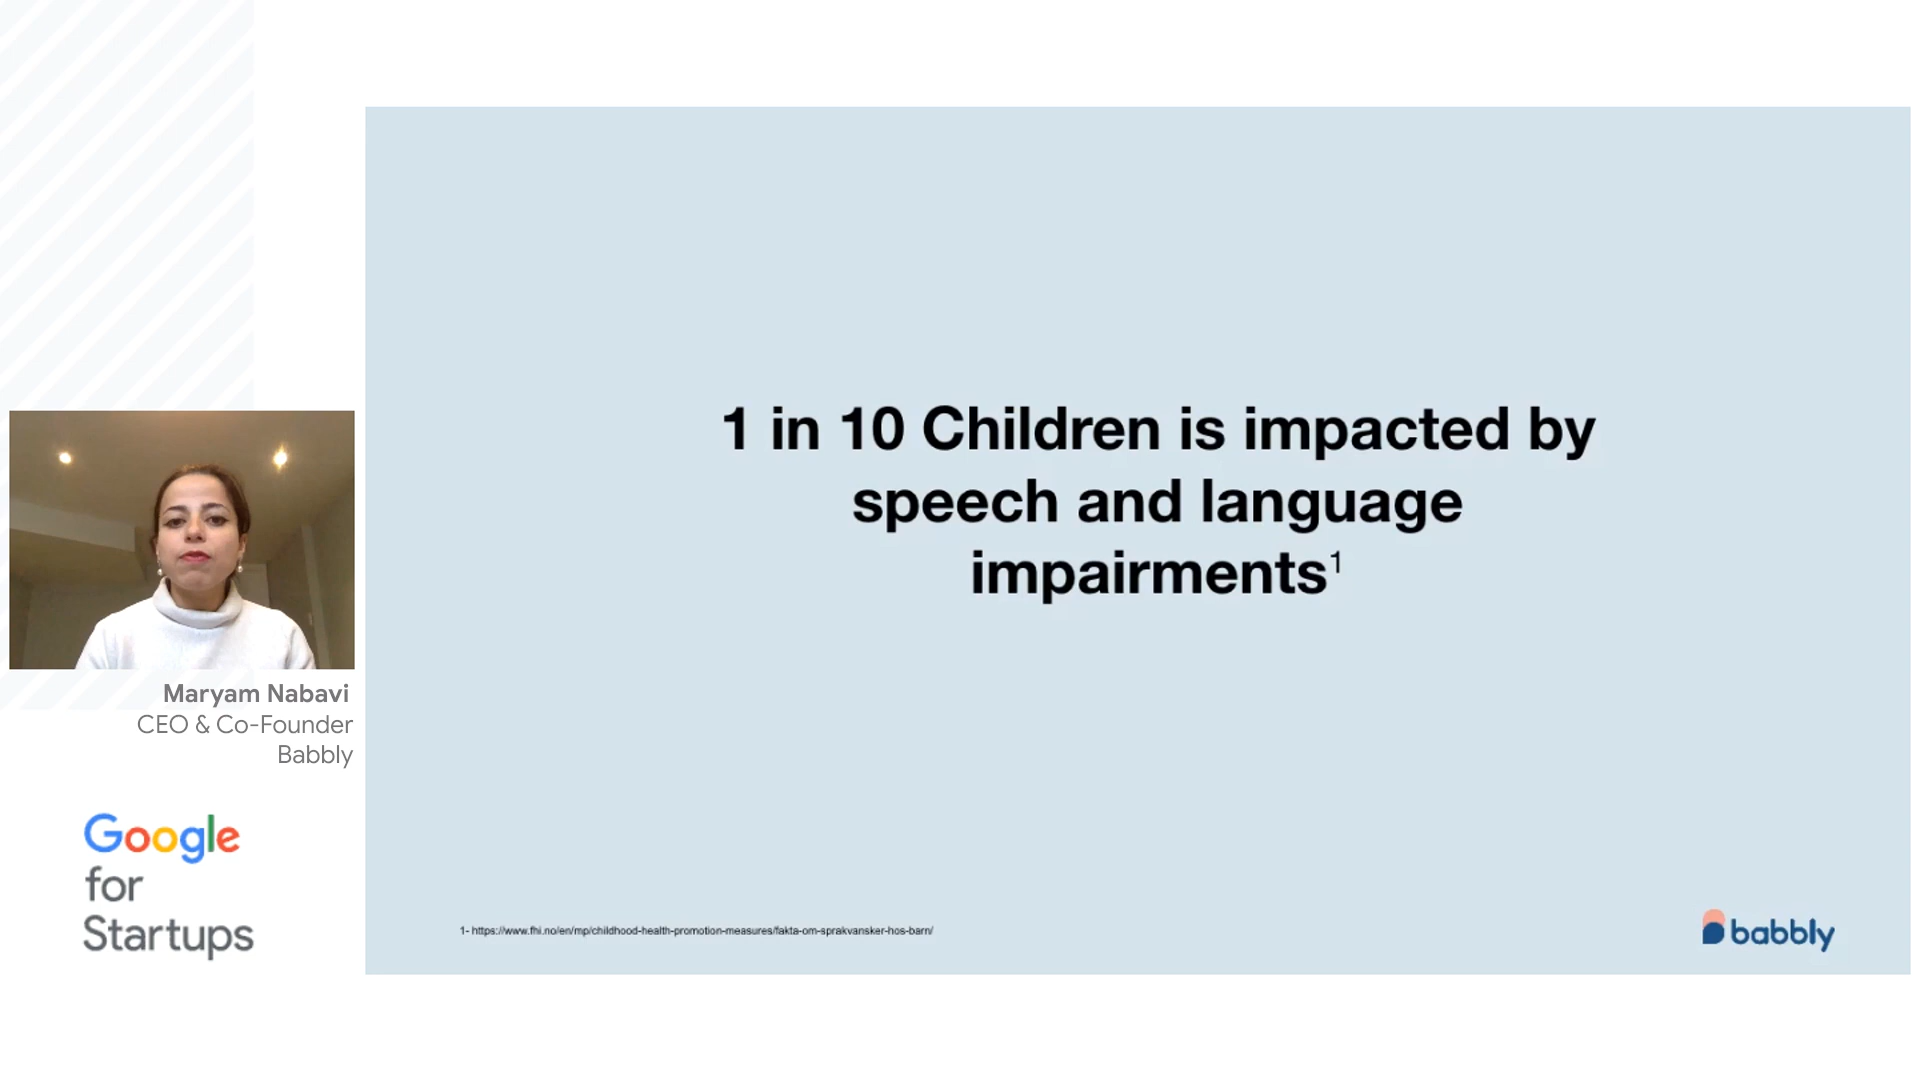 1 in 10 Children is impacted by
speech and language
impairments¹
Maryam Nabavi
CEO & Co-Founder
Babbly
Google
for
Startups
1- https://www.fhi.no/en/mp/childhood-health-promotion-measures/fakta-om-sprakvansker-hos-barn/
babbly